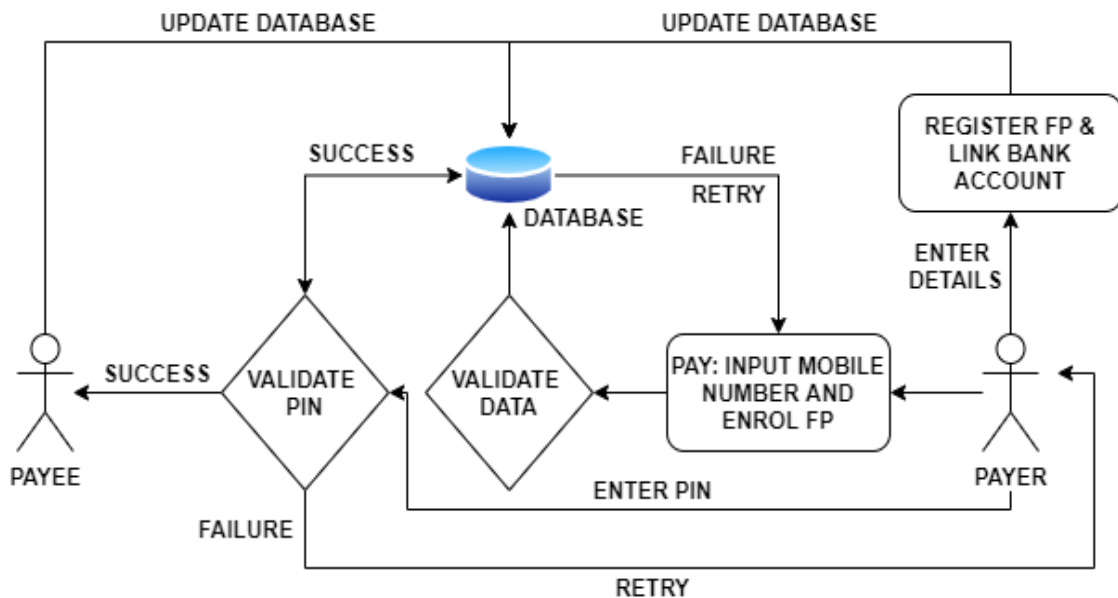 UPDATE DATABASE
UPDATE DATABASE
REGISTER FP &
LINK BANK
ACCOUNT
SUCCESS
FAILURE
RETRY
DATABASE
ENTER
DETAILS
SUCCESS
VALIDATE
PIN
VALIDATE
DATA
PAY: INPUT MOBILE
NUMBER AND
ENROL FP
PAYEE
PAYER
ENTER PIN
FAILURE
RETRY